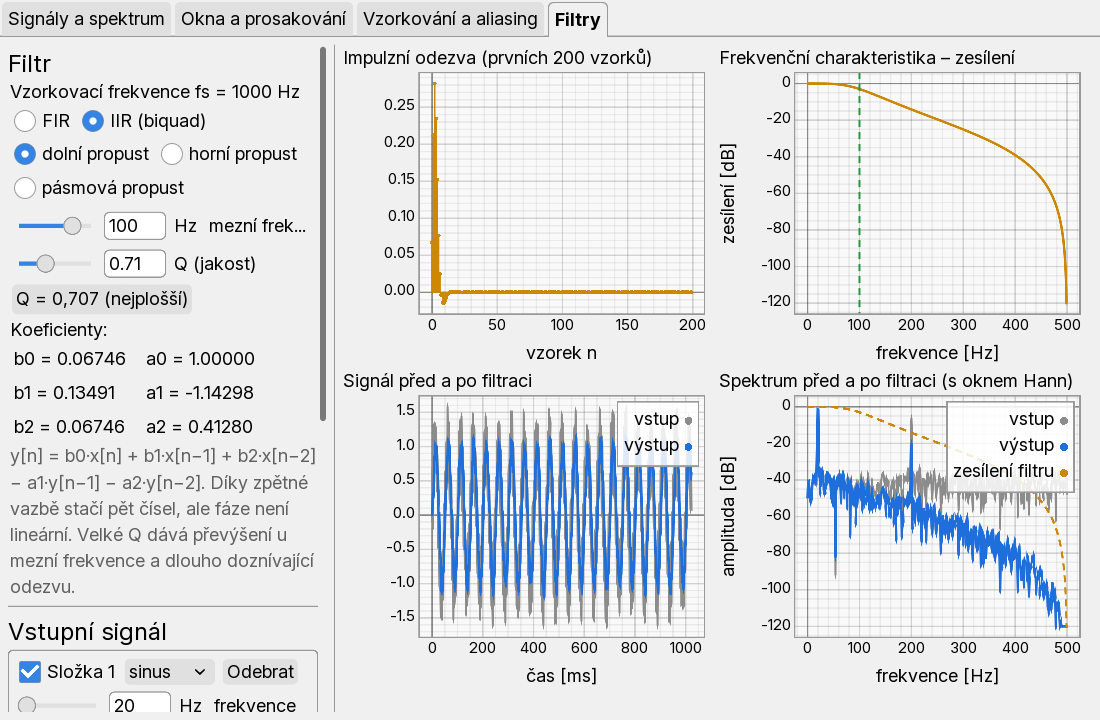 Signály a spektrum
Okna a prosakování
Vzorkování a aliasing
Filtry
Filtr
Vzorkovací frekvence fs = 1000 Hz
FIR
IIR (biquad)
dolní propust
horní propust
pásmová propust
100
Hz
mezní frek...
0.71
Q (jakost)
Q = 0,707 (nejplošší)
Koeficienty:
b0 = 0.06746
a0 = 1.00000
b1 = 0.13491
a1 = -1.14298
b2 = 0.06746
a2 = 0.41280
y[n] = b0·x[n] + b1·x[n−1] + b2·x[n−2]
− a1·y[n−1] − a2·y[n−2]. Díky zpětné
vazbě stačí pět čísel, ale fáze není
lineární. Velké Q dává převýšení u
mezní frekvence a dlouho doznívající
odezvu.
Vstupní signál
Složka 1
sinus
Odebrat
20
Hz
frekvence
Impulzní odezva (prvních 200 vzorků)
0.25
0.20
0.15
0.10
0.05
0.00
0
50
100
150
200
vzorek n
Frekvenční charakteristika – zesílení
zesílení [dB]
0
-20
-40
-60
-80
-100
-120
0
100
200
300
400
500
frekvence [Hz]
Signál před a po filtraci
1.5
1.0
0.5
0.0
-0.5
-1.0
-1.5
vstup
výstup
0
200
400
600
800
1000
čas [ms]
Spektrum před a po filtraci (s oknem Hann)
amplituda [dB]
0
-20
-40
-60
-80
-100
-120
vstup
výstup
zesílení filtru
0
100
200
300
400
500
frekvence [Hz]